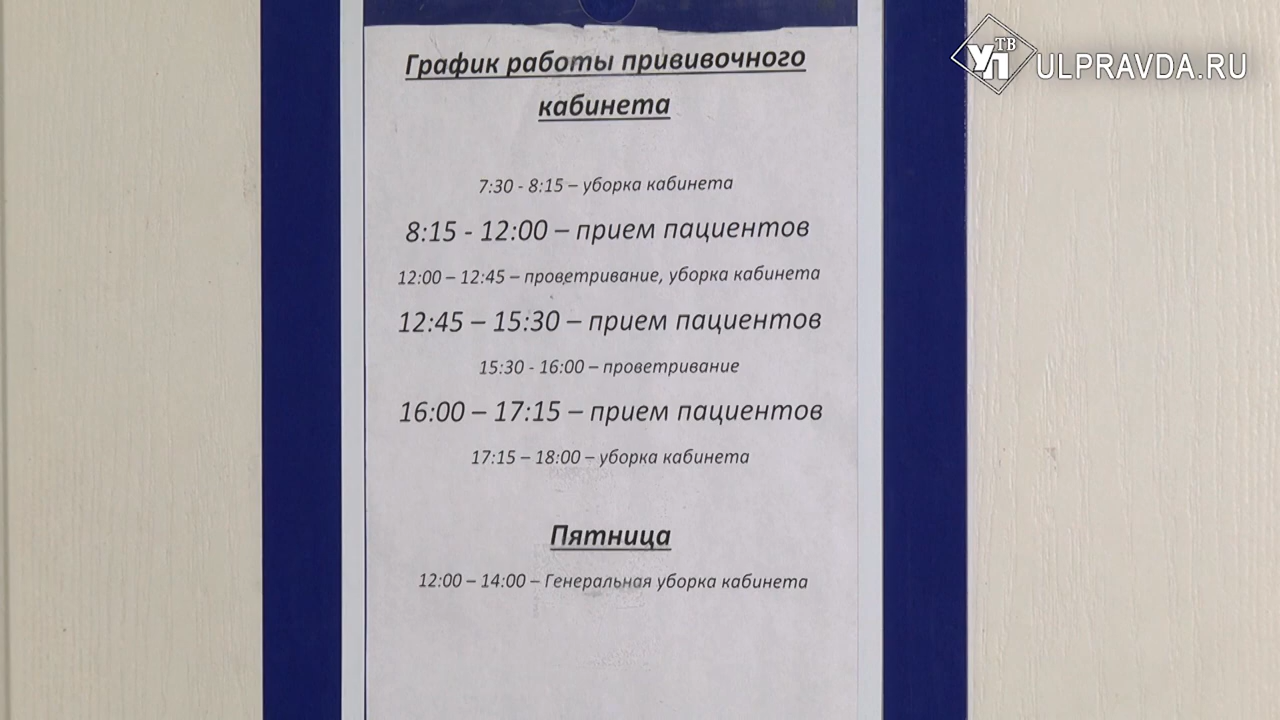 График работы прививочного
кабинета
7:30 - 8:15 – уборка кабинета
8:15 - 12:00 – прием пациентов
12:00 – 12:45 – проветривание, уборка кабинета
12:45 – 15:30 – прием пациентов
15:30 - 16:00 – проветривание
16:00 – 17:15 – прием пациентов
17:15 – 18:00 – уборка кабинета
Пятница
12:00 – 14:00 – Генеральная уборка кабинета
УП ТВ ULPRAVDA.RU